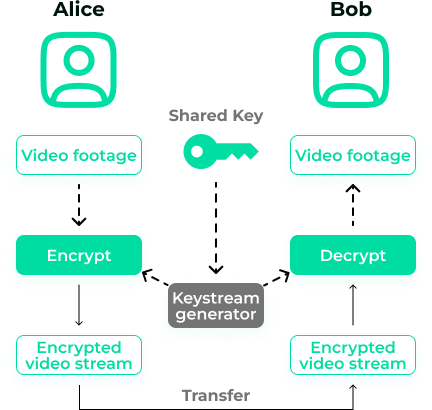 Alice
Bob
Shared Key
Video footage
Video footage
Encrypt
Decrypt
Keystream
generator
Encrypted
video stream
Encrypted
video stream
Transfer